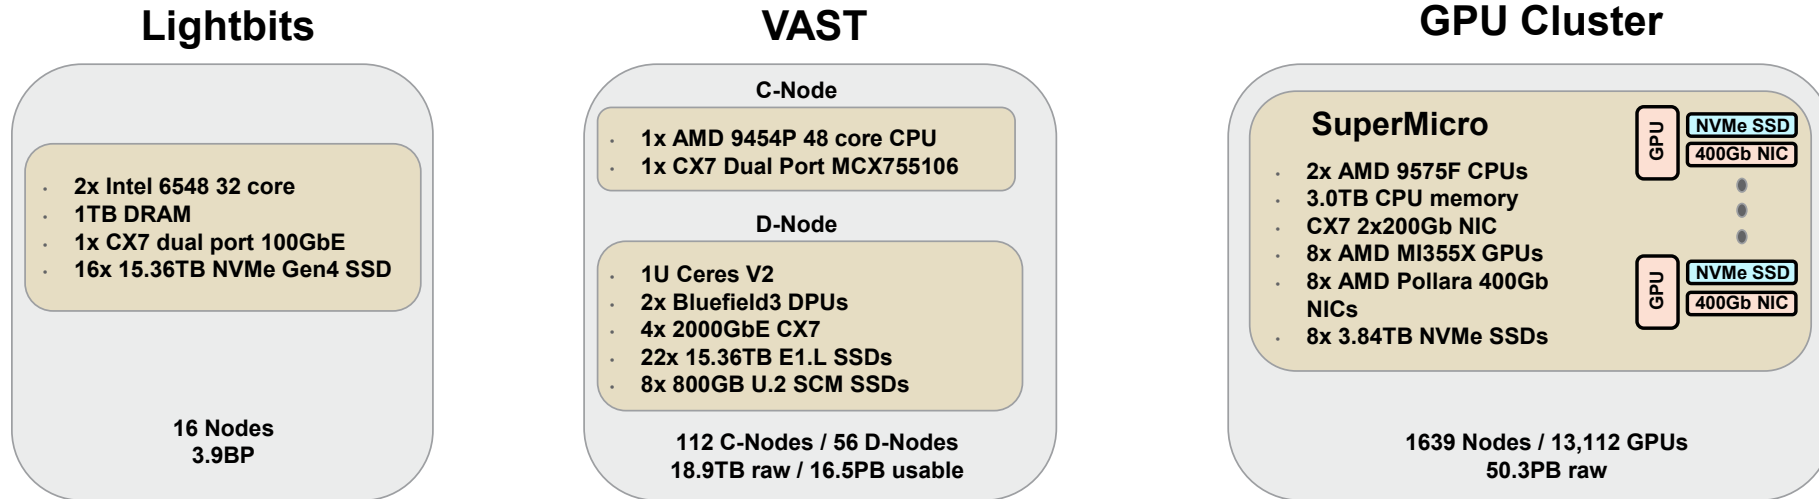 Lightbits
2x Intel 6548 32 core
1TB DRAM
1x CX7 dual port 100GbE
16x 15.36TB NVMe Gen4 SSD
16 Nodes
3.9BP
VAST
C-Node
1x AMD 9454P 48 core CPU
1x CX7 Dual Port MCX755106
D-Node
1U Ceres V2
2x Bluefield3 DPUs
4x 2000GbE CX7
22x 15.36TB E1.L SSDs
8x 800GB U.2 SCM SSDs
112 C-Nodes / 56 D-Nodes
18.9TB raw / 16.5PB usable
GPU Cluster
SuperMicro
2x AMD 9575F CPUs
3.0TB CPU memory
CX7 2x200Gb NIC
8x AMD MI355X GPUs
8x AMD Pollara 400Gb
NICs
8x 3.84TB NVMe SSDs
GPU
NVMe SSD
400Gb NIC
GPU
NVMe SSD
400Gb NIC
1639 Nodes / 13,112 GPUs
50.3PB raw